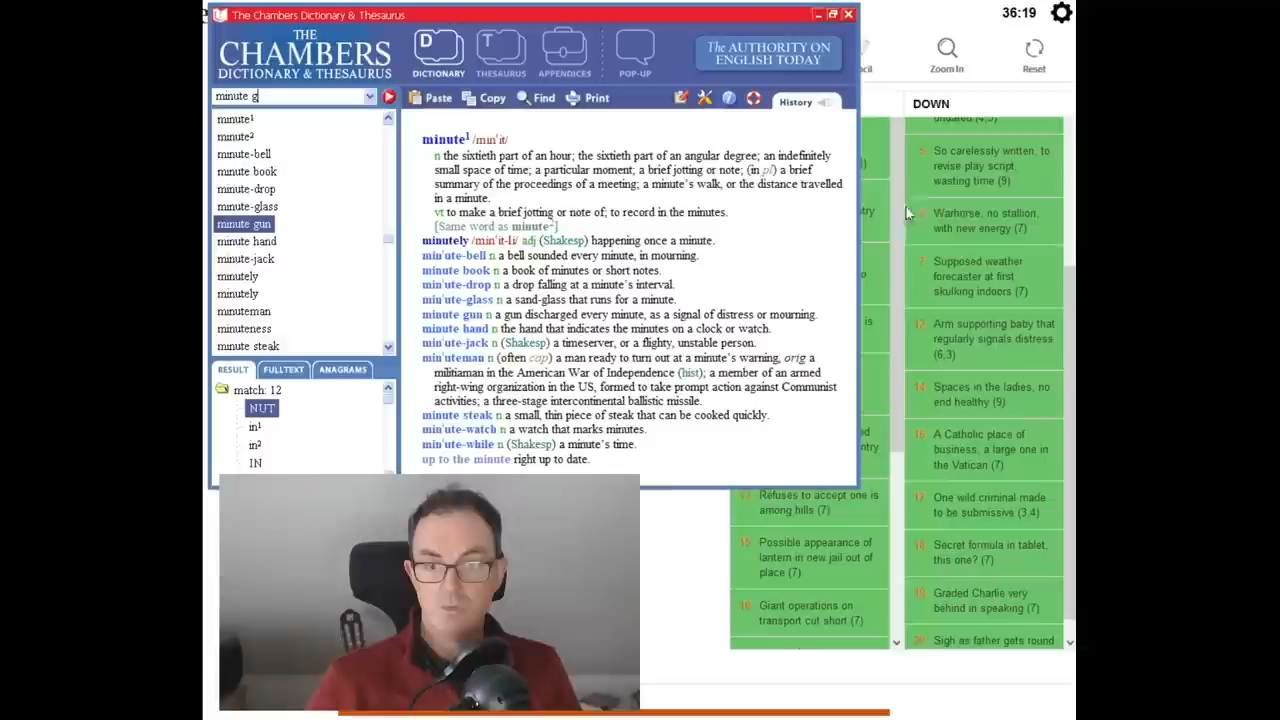 The Chambers Dictionary & Thesaurus
36:19
THE
CHAMBERS
DICTIONARY & THESAURUS
DICTIONARY
THESAURUS
APPENDICES
POP-UP
The AUTHORITY ON
ENGLISH TODAY
Zoom In
Reset
minute g
Paste
Copy
Find
Print
History
minute¹
minute²
minute-bell
minute book
minute-drop
minute-glass
minute gun
minute hand
minute-jack
minutely
minutely
minuteman
minuteness
minute steak
RESULT
FULLTEXT
ANAGRAMS
match: 12
NUT
in¹
in²
IN
minute¹ /min'it/
n the sixtieth part of an hour; the sixtieth part of an angular degree; an indefinitely
small space of time; a particular moment; a brief jotting or note; (in pl) a brief
summary of the proceedings of a meeting; a minute's walk, or the distance travelled
in a minute.
vt to make a brief jotting or note of; to record in the minutes.
[Same word as minute²]
minutely /min'it-li/ adj (Shakesp) happening once a minute.
min'ute-bell n a bell sounded every minute, in mourning.
minute book n a book of minutes or short notes.
min'ute-drop n a drop falling at a minute's interval.
min'ute-glass n a sand-glass that runs for a minute.
minute gun n a gun discharged every minute, as a signal of distress or mourning.
minute hand n the hand that indicates the minutes on a clock or watch.
min'ute-jack n (Shakesp) a timeserver, or a flighty, unstable person.
min'uteman n (often cap) a man ready to turn out at a minute's warning, orig a
militiaman in the American War of Independence (hist); a member of an armed
right-wing organization in the US, formed to take prompt action against Communist
activities; a three-stage intercontinental ballistic missile.
minute steak n a small, thin piece of steak that can be cooked quickly.
min'ute-watch n a watch that marks minutes.
min'ute-while n (Shakesp) a minute's time.
up to the minute right up to date.
13 Refuses to accept one is
among hills (7)
15 Possible appearance of
lantern in new jail out of
place (7)
Giant operations on
transport cut short (7)
DOWN
undated (4,5)
So carelessly written, to
revise play script,
wasting time (9)
Warhorse, no stallion,
with new energy (7)
7 Supposed weather
forecaster at first
skulking indoors (7)
Arm supporting baby that
regularly signals distress
(6,3)
14 Spaces in the ladies, no
end healthy (9)
16 A Catholic place of
business, a large one in
the Vatican (7)
17 One wild criminal made
to be submissive (3,4)
18 Secret formula in tablet,
this one? (7)
19 Graded Charlie very
behind in speaking (7)
20 Sigh as father gets round